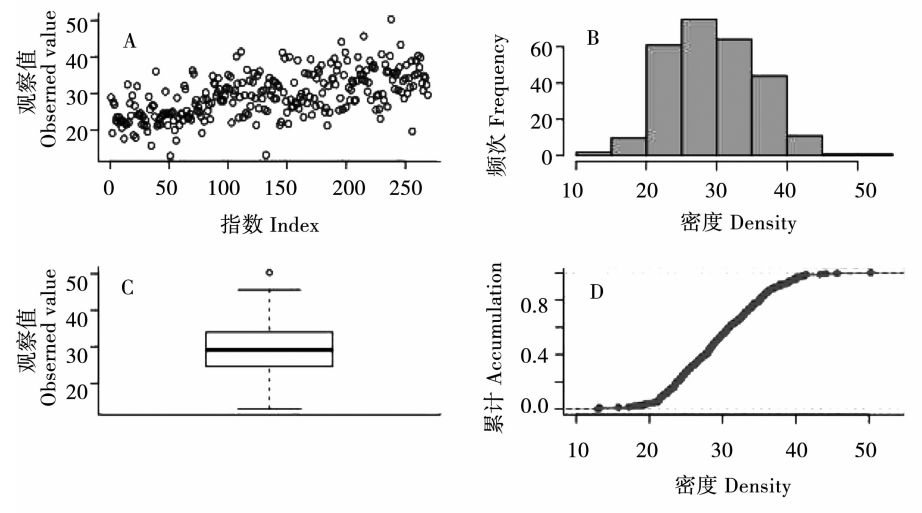 A
观察值
Obserned value
50
40
30
20
0 50 100 150 200 250
指数 Index
B
频次 Frequency
60
40
20
0
10 20 30 40 50
密度 Density
C
观察值
Obserned value
50
40
30
20
D
累计 Accumulation
0.8
0.4
0.0
10 20 30 40 50
密度 Density